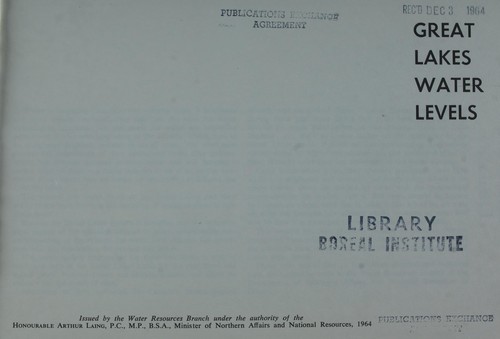 PUBLICATIONS EXCHANGE
AGREEMENT
REC'D DEC 3 1964
GREAT
LAKES
WATER
LEVELS
LIBRARY
BOREAL INSTITUTE
Issued by the Water Resources Branch under the authority of the
HONOURABLE ARTHUR LAING, P.C., M.P., B.S.A., Minister of Northern Affairs and National Resources, 1964
PUBLICATIONS EXCHANGE